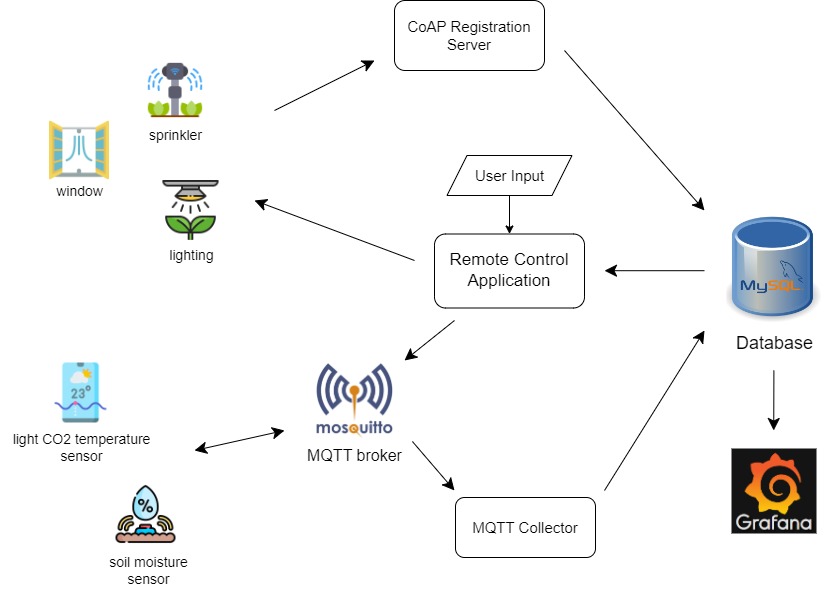 CoAP Registration
Server
sprinkler
window
User Input
lighting
Remote Control
Application
MySQL
Database
23°
light CO2 temperature
sensor
mosquitto
MQTT broker
%
Grafana
MQTT Collector
soil moisture
sensor